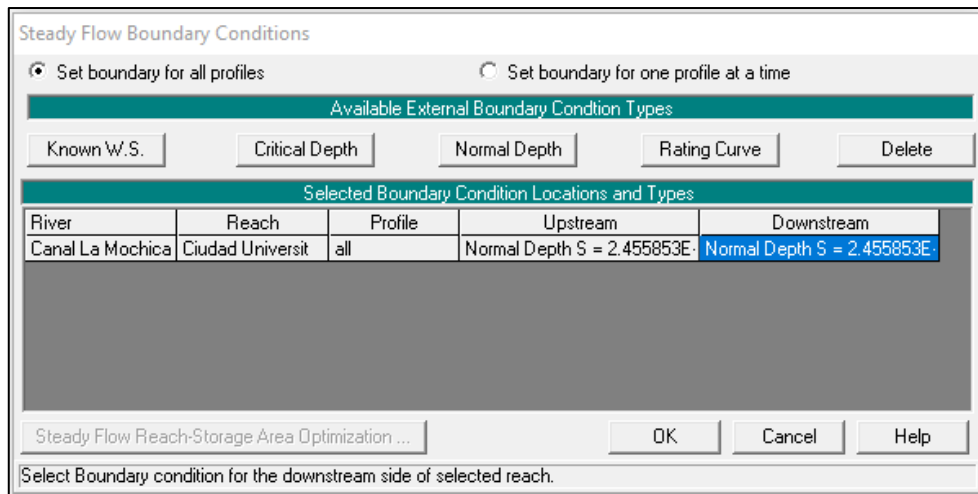 Steady Flow Boundary Conditions
Set boundary for all profiles Set boundary for one profile at a time
Available External Boundary Condtion Types
Known W.S. Critical Depth Normal Depth Rating Curve Delete
Selected Boundary Condition Locations and Types
River Reach Profile Upstream Downstream
Canal La Mochica Ciudad Universit all Normal Depth S = 2.455853E- Normal Depth S = 2.455853E-
Steady Flow Reach-Storage Area Optimization ... OK Cancel Help
Select Boundary condition for the downstream side of selected reach.